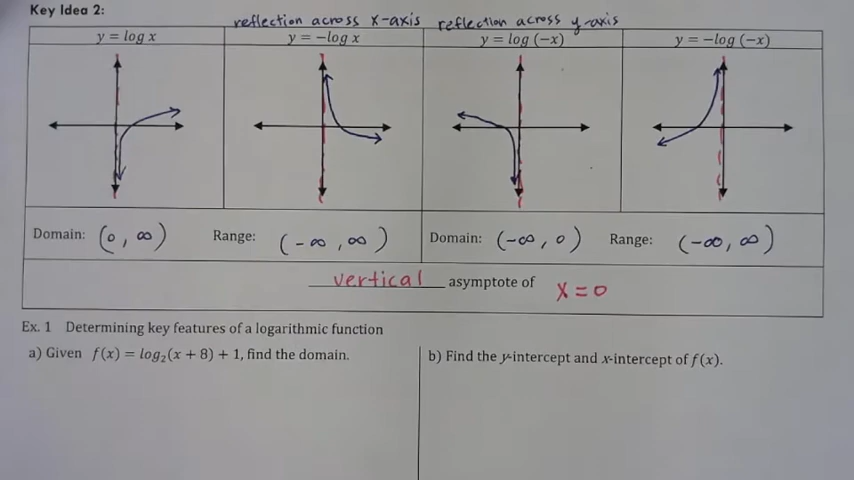 Key Idea 2:
reflection across x-axis reflection across y-axis
y = log x y = −log x y = log (−x) y = −log (−x)
Domain: (0, ∞) Range: (-∞, ∞) Domain: (-∞, 0) Range: (-∞, ∞)
vertical asymptote of x = 0
Ex. 1 Determining key features of a logarithmic function
a) Given f(x) = log₂(x + 8) + 1, find the domain. b) Find the y-intercept and x-intercept of f(x).